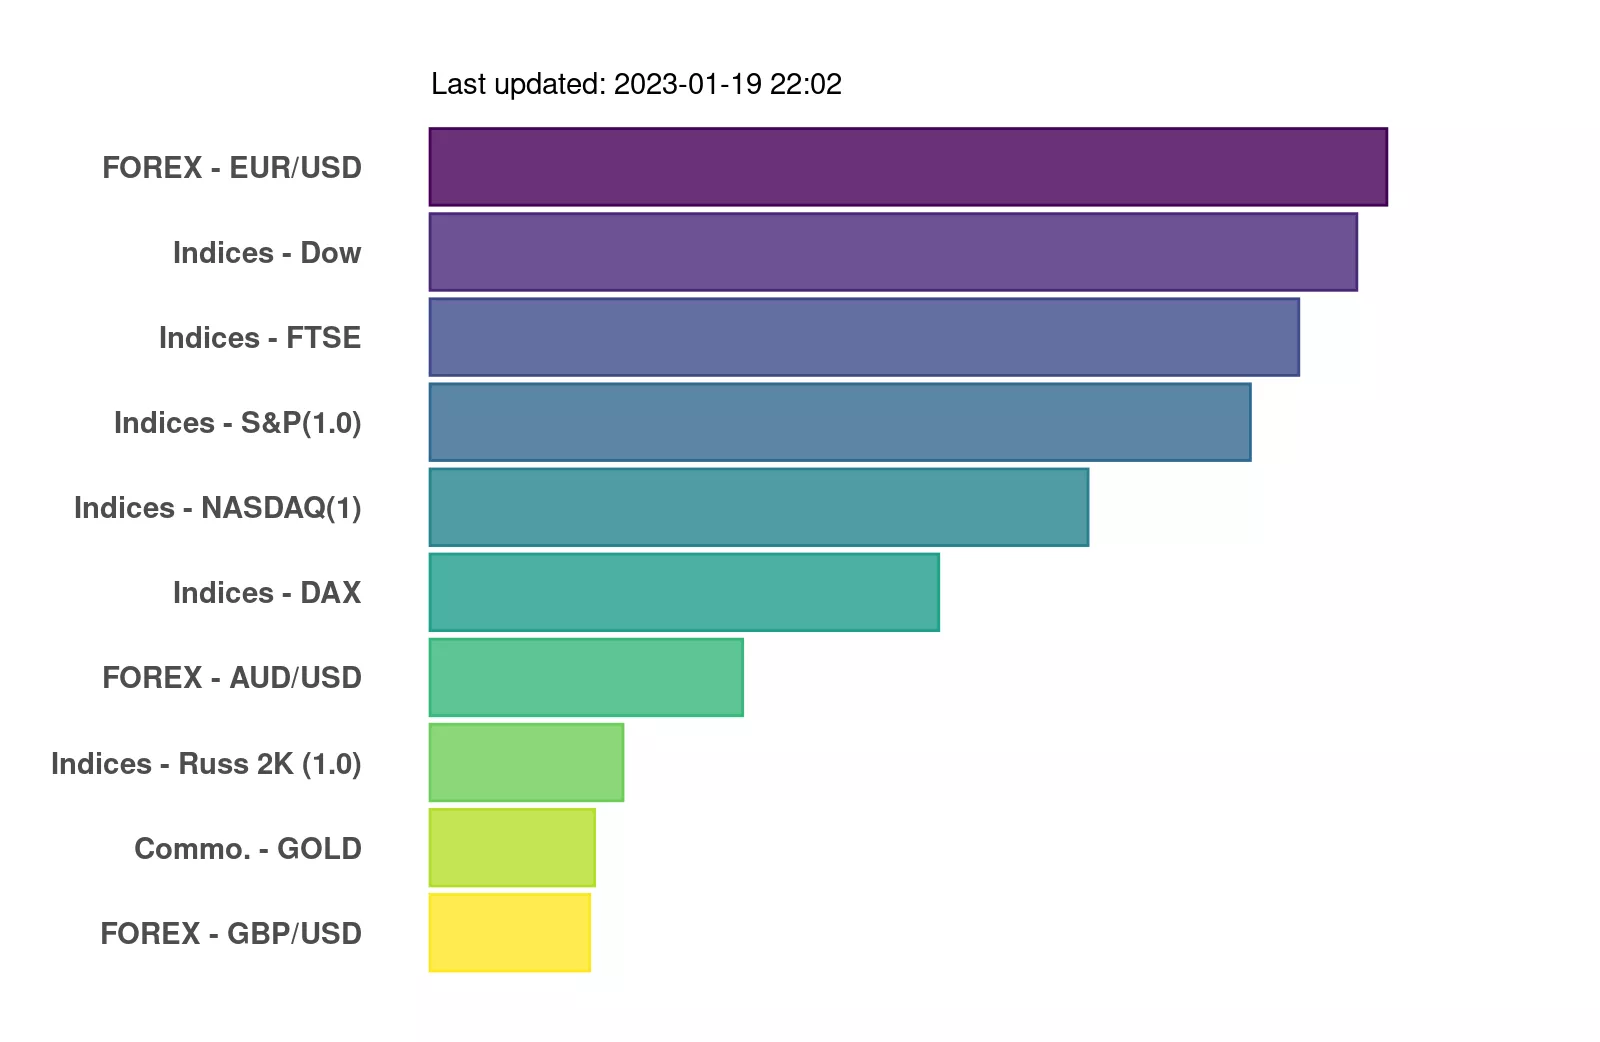 Last updated: 2023-01-19 22:02
FOREX - EUR/USD
Indices - Dow
Indices - FTSE
Indices - S&P(1.0)
Indices - NASDAQ(1)
Indices - DAX
FOREX - AUD/USD
Indices - Russ 2K (1.0)
Commo. - GOLD
FOREX - GBP/USD